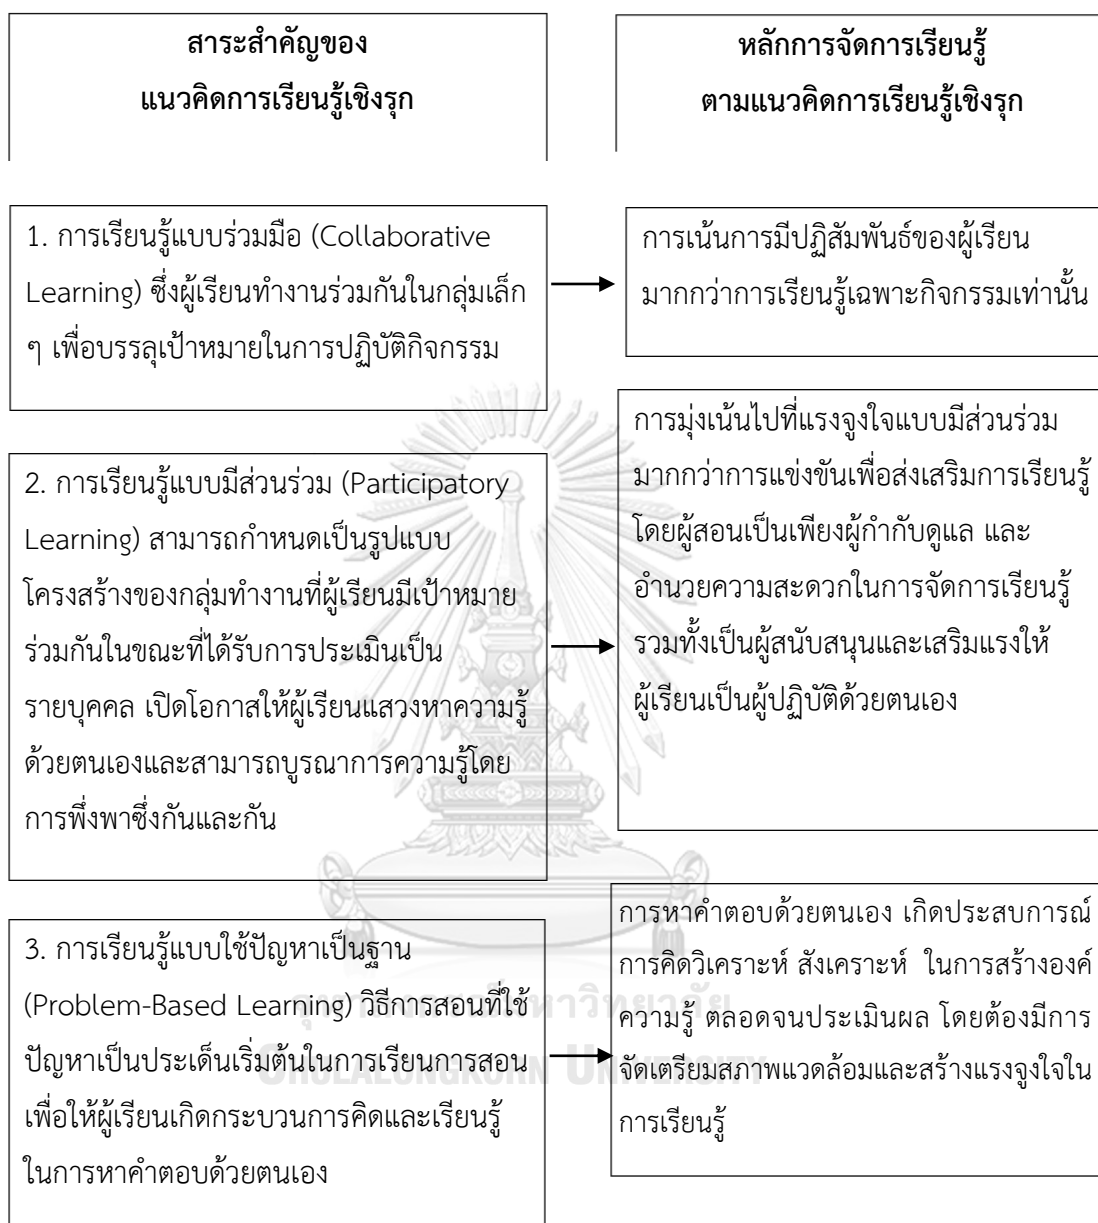 สาระสำคัญของ
แนวคิดการเรียนรู้เชิงรุก
หลักการจัดการเรียนรู้
ตามแนวคิดการเรียนรู้เชิงรุก
1. การเรียนรู้แบบร่วมมือ (Collaborative
Learning) ซึ่งผู้เรียนทำงานร่วมกันในกลุ่มเล็ก
ๆ เพื่อบรรลุเป้าหมายในการปฏิบัติกิจกรรม
การเน้นการมีปฏิสัมพันธ์ของผู้เรียน
มากกว่าการเรียนรู้เฉพาะกิจกรรมเท่านั้น
2. การเรียนรู้แบบมีส่วนร่วม (Participatory
Learning) สามารถกำหนดเป็นรูปแบบ
โครงสร้างของกลุ่มทำงานที่ผู้เรียนมีเป้าหมาย
ร่วมกันในขณะที่ได้รับการประเมินเป็น
รายบุคคล เปิดโอกาสให้ผู้เรียนแสวงหาความรู้
ด้วยตนเองและสามารถบูรณาการความรู้โดย
การพึ่งพาซึ่งกันและกัน
การมุ่งเน้นไปที่แรงจูงใจแบบมีส่วนร่วม
มากกว่าการแข่งขันเพื่อส่งเสริมการเรียนรู้
โดยผู้สอนเป็นเพียงผู้กำกับดูแล และ
อำนวยความสะดวกในการจัดการเรียนรู้
รวมทั้งเป็นผู้สนับสนุนและเสริมแรงให้
ผู้เรียนเป็นผู้ปฏิบัติด้วยตนเอง
3. การเรียนรู้แบบใช้ปัญหาเป็นฐาน
(Problem-Based Learning) วิธีการสอนที่ใช้
ปัญหาเป็นประเด็นเริ่มต้นในการเรียนการสอน
เพื่อให้ผู้เรียนเกิดกระบวนการคิดและเรียนรู้
ในการหาคำตอบด้วยตนเอง
การหาคำตอบด้วยตนเอง เกิดประสบการณ์
การคิดวิเคราะห์ สังเคราะห์ ในการสร้างองค์
ความรู้ ตลอดจนประเมินผล โดยต้องมีการ
จัดเตรียมสภาพแวดล้อมและสร้างแรงจูงใจใน
การเรียนรู้
จุฬาลงกรณ์มหาวิทยาลัย
CHULALONGKORN UNIVERSITY